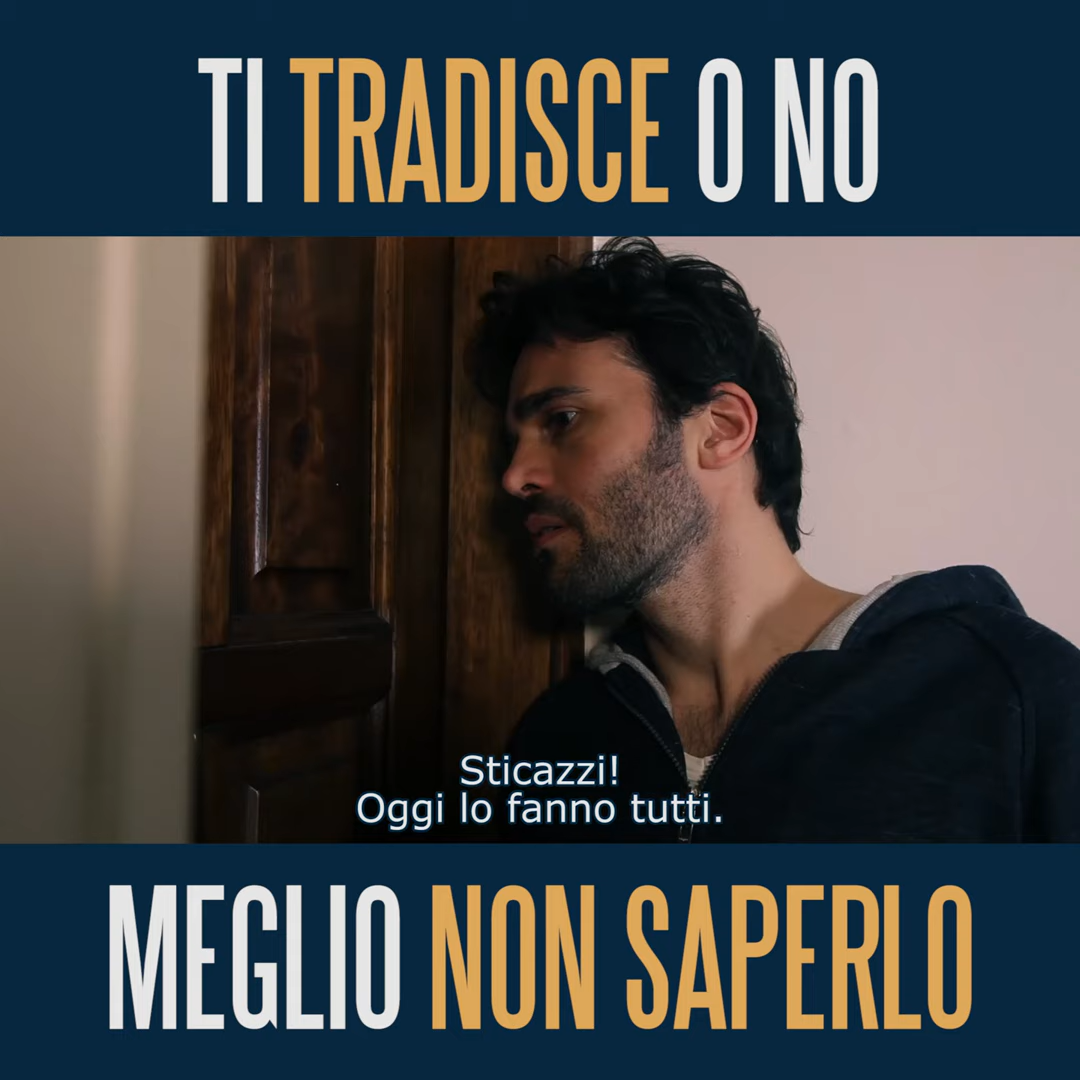 TI TRADISCE O NO
Sticazzi!
Oggi lo fanno tutti.
MEGLIO NON SAPERLO